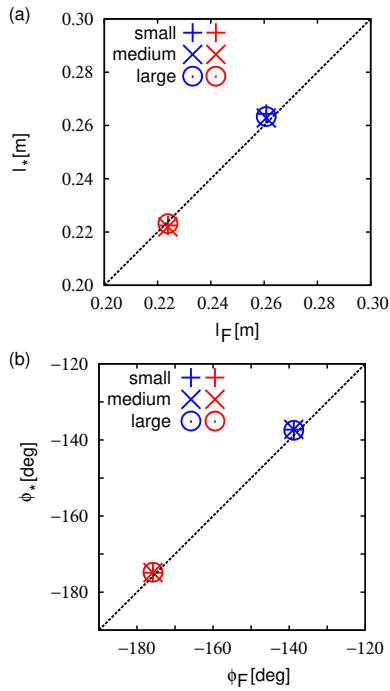 (a)
0.30
small
medium
large
0.28
0.26
l*[m]
0.24
0.22
0.20
0.20 0.22 0.24 0.26 0.28 0.30
lF[m]
(b)
−120
small
medium
large
−140
ϕ*[deg]
−160
−180
−180 −160 −140 −120
ϕF[deg]